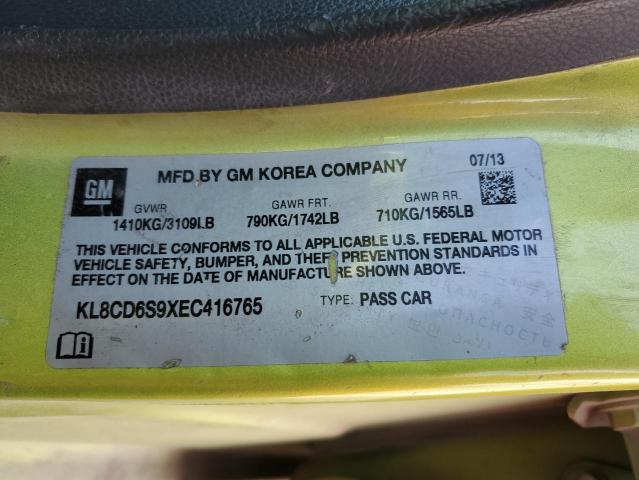 GM
MFD BY GM KOREA COMPANY
07/13
GVWR
GAWR FRT.
GAWR RR.
1410KG/3109LB
790KG/1742LB
710KG/1565LB
THIS VEHICLE CONFORMS TO ALL APPLICABLE U.S. FEDERAL MOTOR
VEHICLE SAFETY, BUMPER, AND THEFT PREVENTION STANDARDS IN
EFFECT ON THE DATE OF MANUFACTURE SHOWN ABOVE.
KL8CD6S9XEC416765
TYPE: PASS CAR
安全